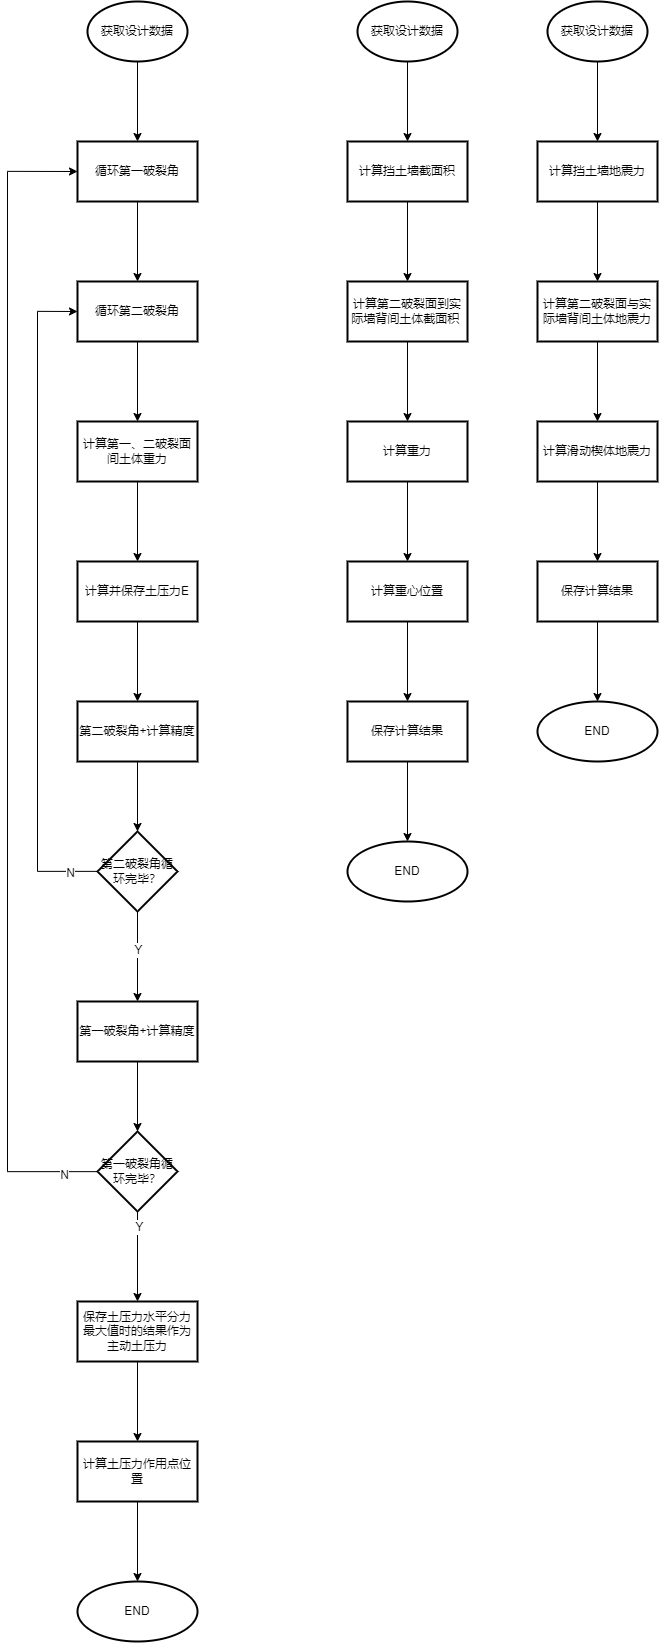 获取设计数据
循环第一破裂角
循环第二破裂角
计算第一、二破裂面
间土体重力
计算并保存土压力E
第二破裂角+计算精度
第二破裂角循
环完毕？
N
Y
第一破裂角+计算精度
第一破裂角循
环完毕？
N
Y
保存土压力水平分力
最大值时的结果作为
主动土压力
计算土压力作用点位
置
END
获取设计数据
计算挡土墙截面积
计算第二破裂面到实
际墙背间土体截面积
计算重力
计算重心位置
保存计算结果
END
获取设计数据
计算挡土墙地震力
计算第二破裂面与实
际墙背间土体地震力
计算滑动楔体地震力
保存计算结果
END